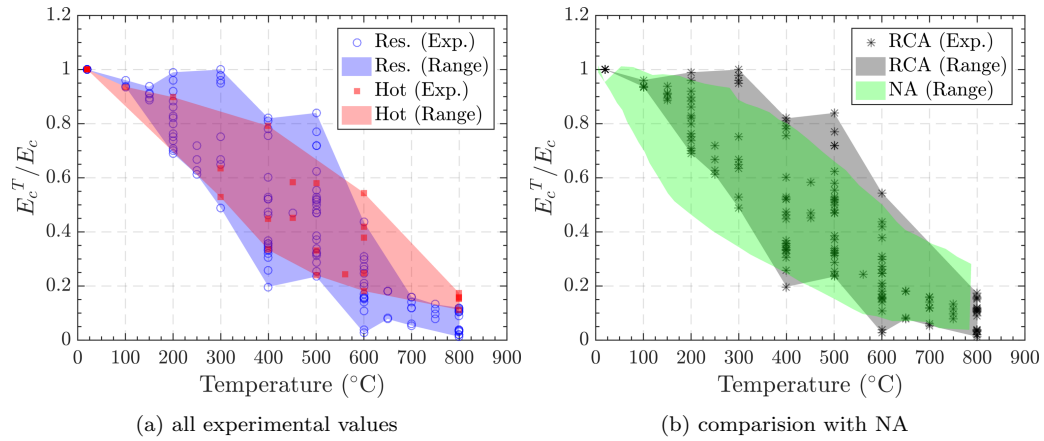 1.2
1
0.8
0.6
0.4
0.2
0
E_c^T/E_c
0 100 200 300 400 500 600 700 800 900
Temperature (°C)
Res. (Exp.)
Res. (Range)
Hot (Exp.)
Hot (Range)
(a) all experimental values
1.2
1
0.8
0.6
0.4
0.2
0
E_c^T/E_c
0 100 200 300 400 500 600 700 800 900
Temperature (°C)
RCA (Exp.)
RCA (Range)
NA (Range)
(b) comparision with NA